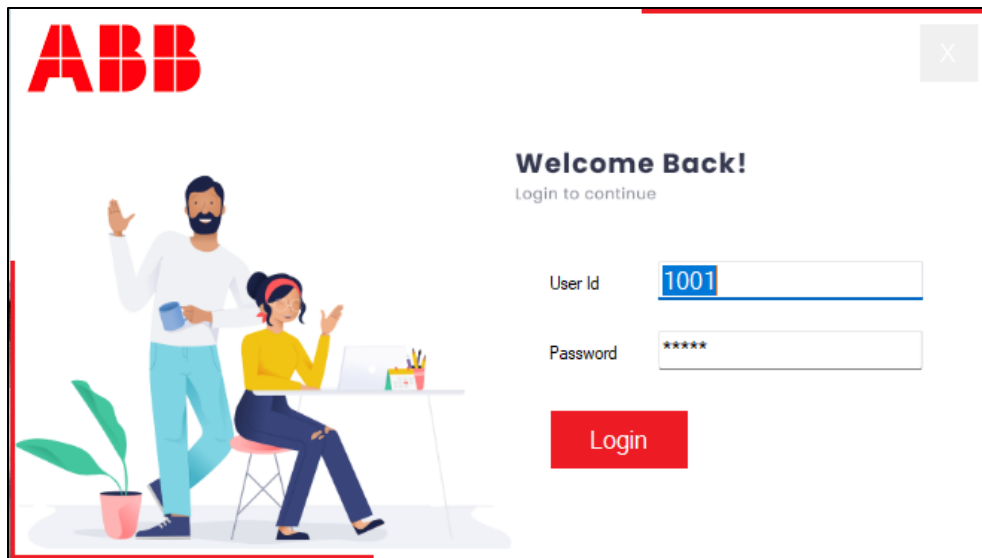 ABB
X
Welcome Back!
Login to continue
User Id 1001
Password *****
Login